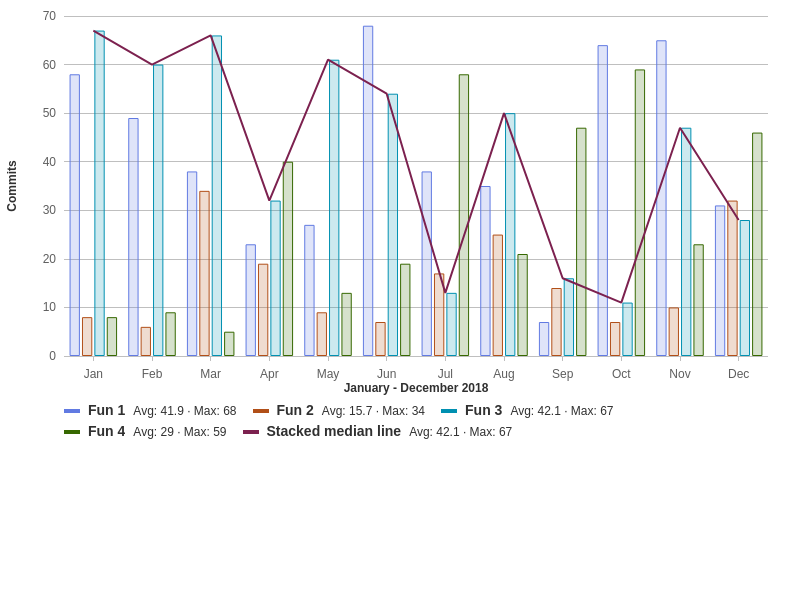 70
60
50
40
30
20
10
0
Commits
Jan Feb Mar Apr May Jun Jul Aug Sep Oct Nov Dec
January - December 2018
Fun 1 Avg: 41.9 · Max: 68 Fun 2 Avg: 15.7 · Max: 34 Fun 3 Avg: 42.1 · Max: 67
Fun 4 Avg: 29 · Max: 59 Stacked median line Avg: 42.1 · Max: 67